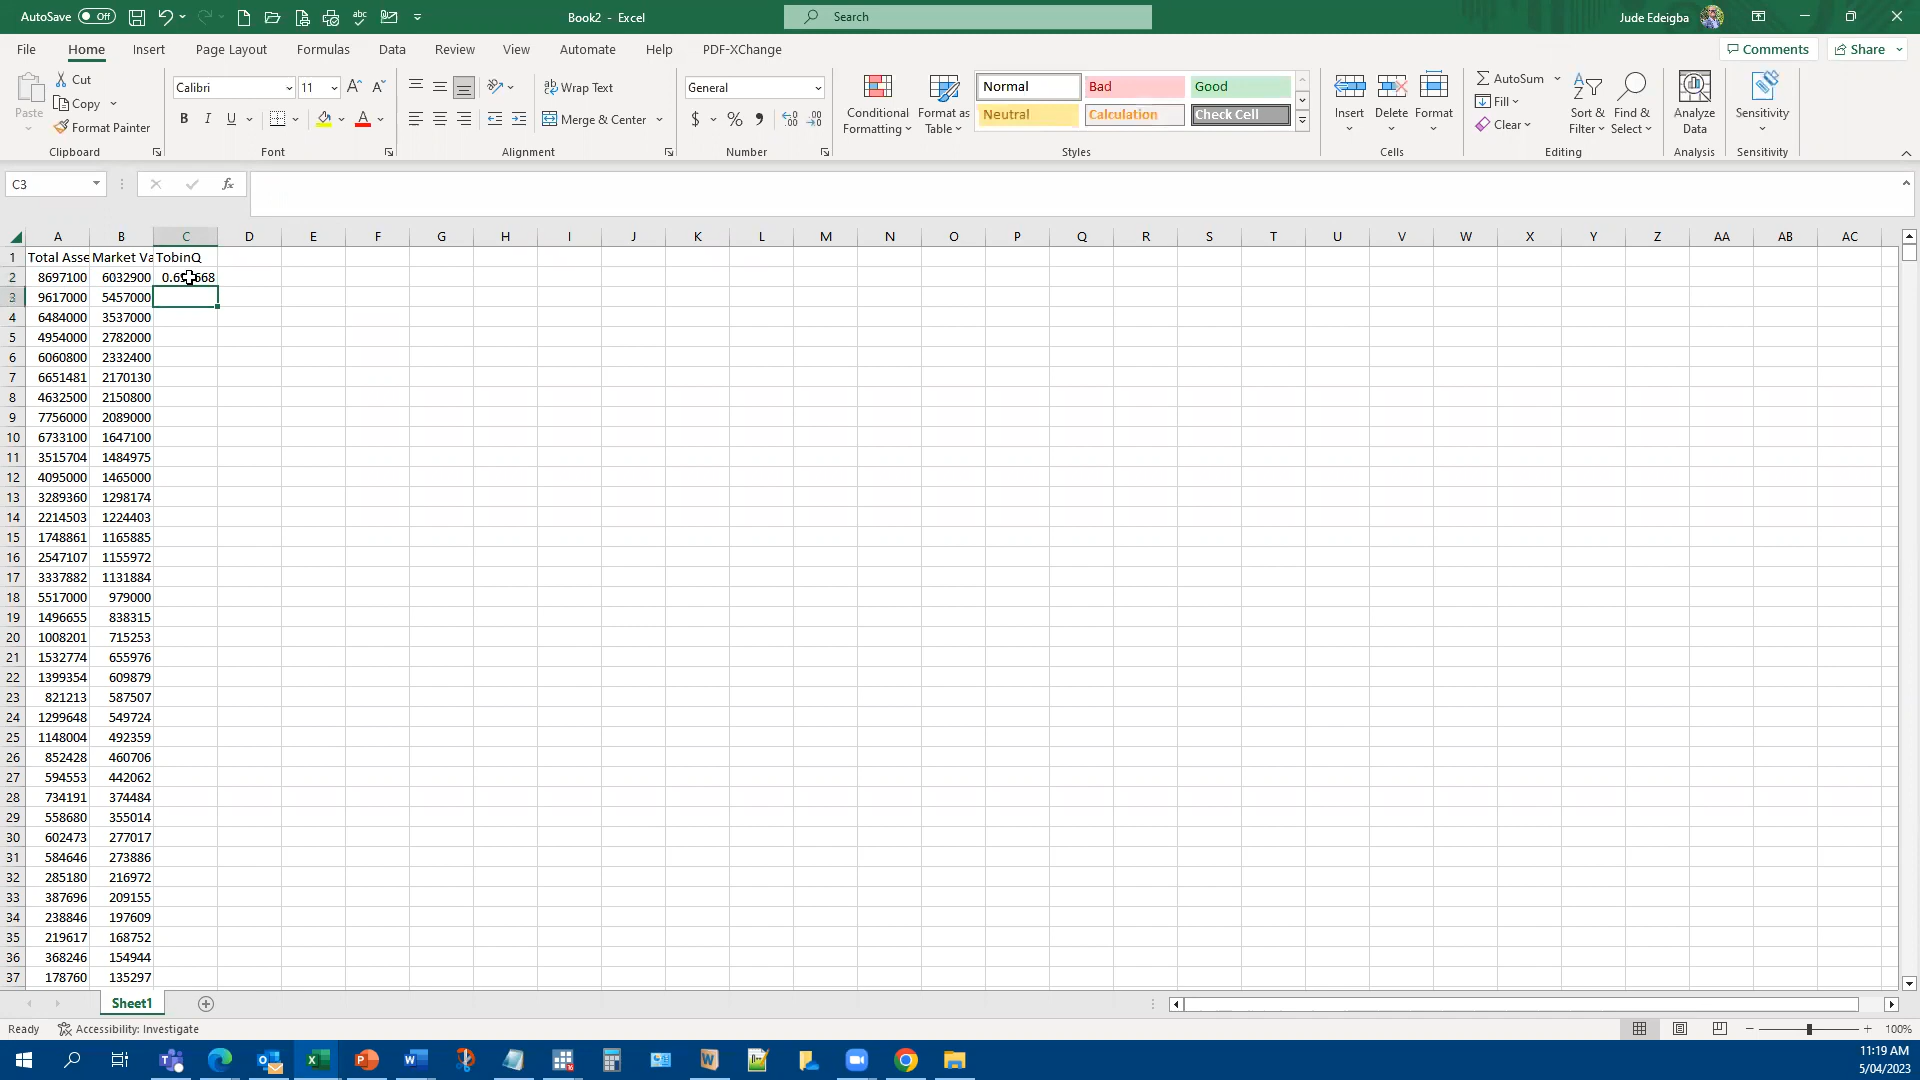 AutoSave Off Book2 - Excel Search Jude Edeigba
File Home Insert Page Layout Formulas Data Review View Automate Help PDF-XChange Comments Share
Paste Cut Copy Format Painter Clipboard
Calibri 11 Font
Wrap Text Merge & Center Alignment
General Number
Conditional Formatting Format as Table Normal Bad Good Neutral Calculation Check Cell Styles
Insert Delete Format Cells
AutoSum Fill Clear Sort & Filter Find & Select Editing
Analyze Data Analysis
Sensitivity Sensitivity
C3 fx
A B C D E F G H I J K L M N O P Q R S T U V W X Y Z AA AB AC
1 Total Asse Market Va TobinQ
2 8697100 6032900
3 9617000 5457000
4 6484000 3537000
5 4954000 2782000
6 6060800 2332400
7 6651481 2170130
8 4632500 2150800
9 7756000 2089000
10 6733100 1647100
11 3515704 1484975
12 4095000 1465000
13 3289360 1298174
14 2214503 1224403
15 1748861 1165885
16 2547107 1155972
17 3337882 1131884
18 5517000 979000
19 1496655 838315
20 1008201 715253
21 1532774 655976
22 1399354 609879
23 821213 587507
24 1299648 549724
25 1148004 492359
26 852428 460706
27 594553 442062
28 734191 374484
29 558680 355014
30 602473 277017
31 584646 273886
32 285180 216972
33 387696 209155
34 238846 197609
35 219617 168752
36 368246 154944
37 178760 135297
Sheet1
Ready Accessibility: Investigate 100%
11:19 AM
5/04/2023